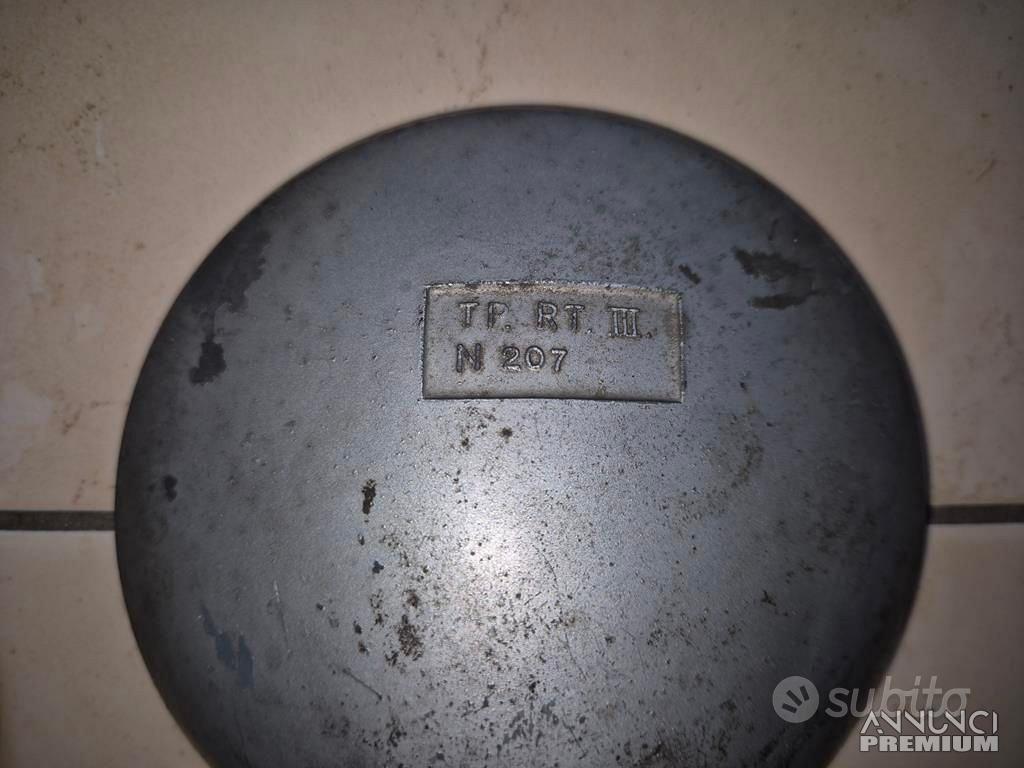 TP. RT. III.
N 207
subito
ANNUNCI
PREMIUM